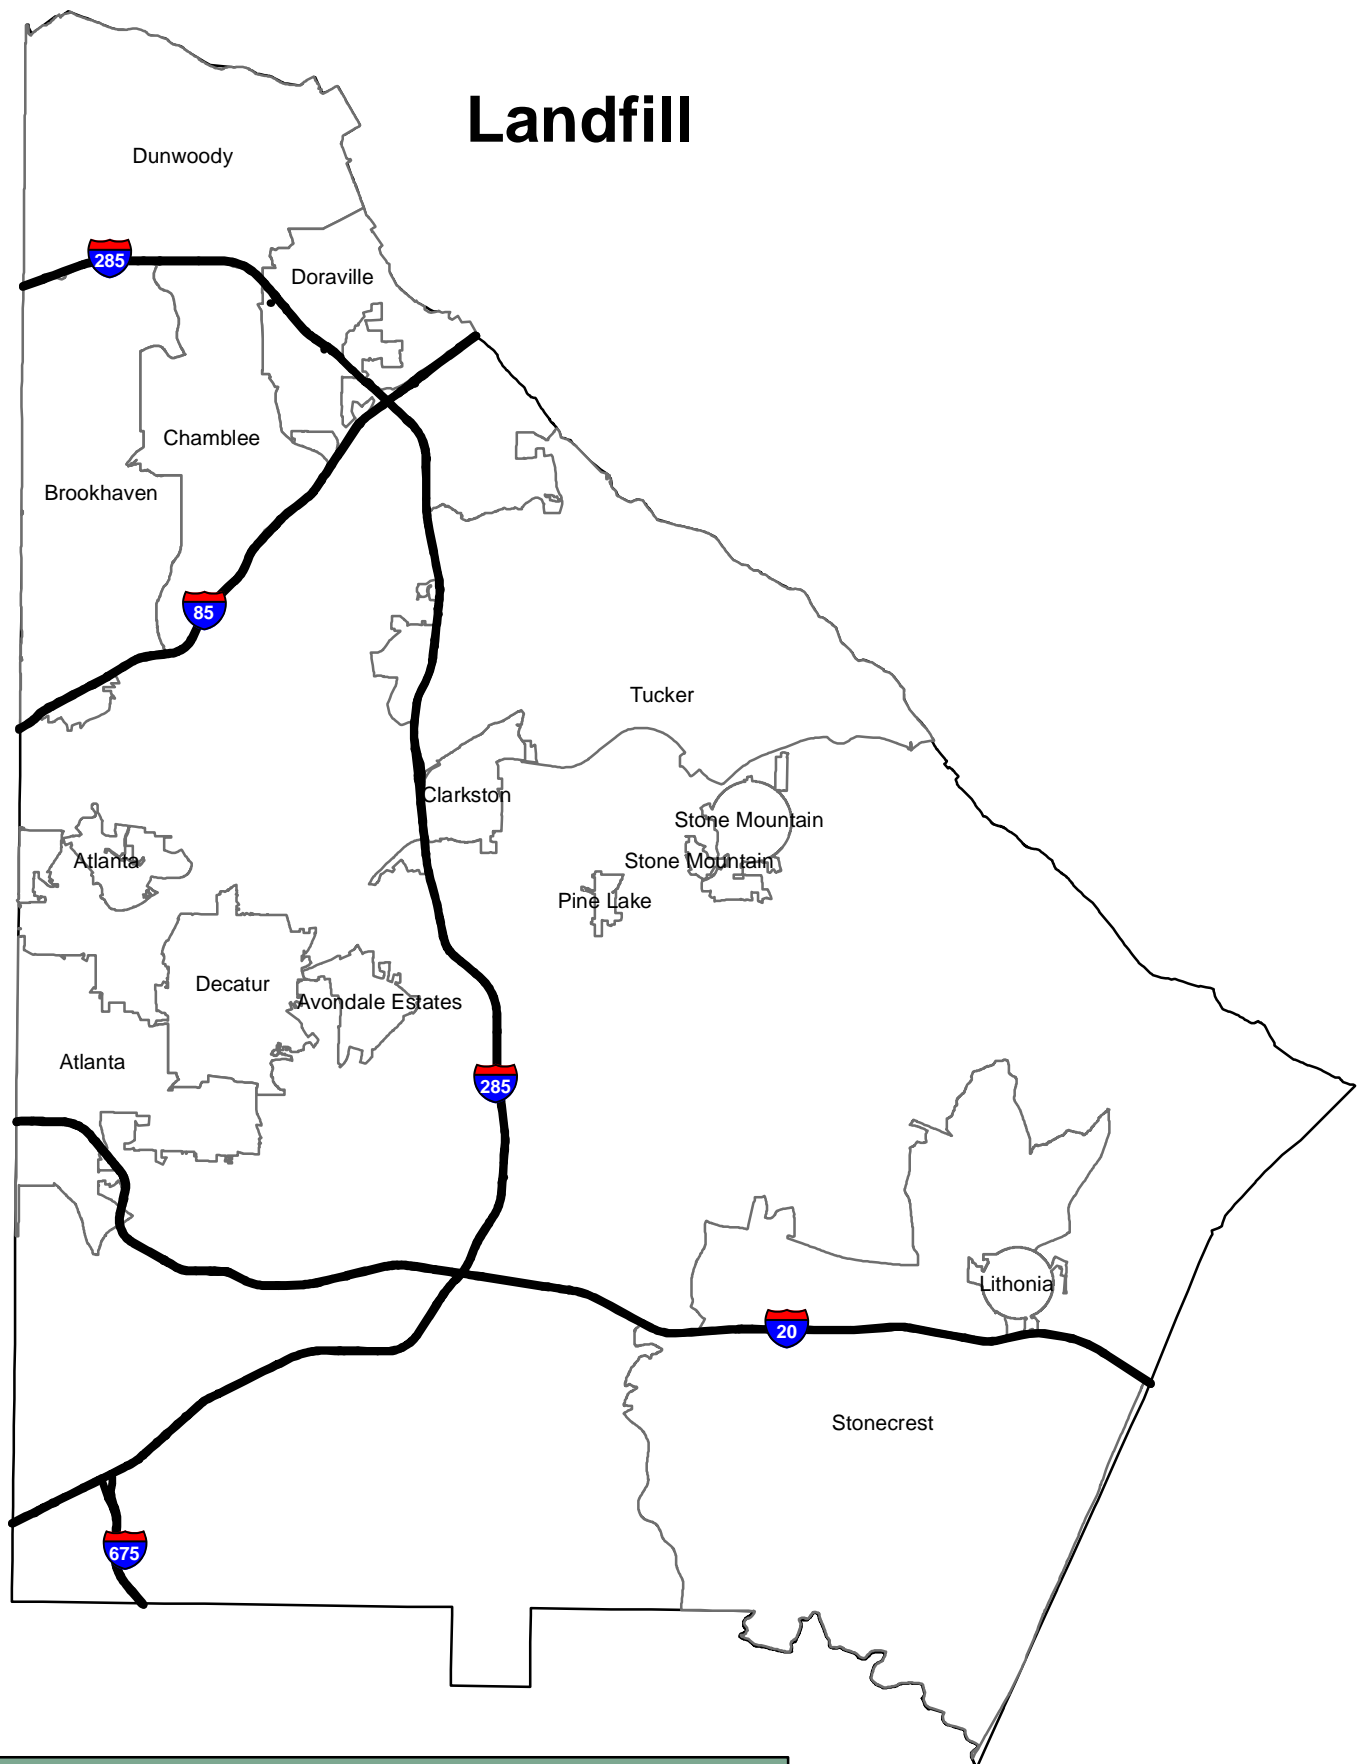 Landfill
Dunwoody
285
Doraville
Chamblee
Brookhaven
85
Tucker
Clarkston
Stone Mountain
Atlanta
Stone Mountain
Pine Lake
Decatur
Avondale Estates
Atlanta
285
Lithonia
20
Stonecrest
675